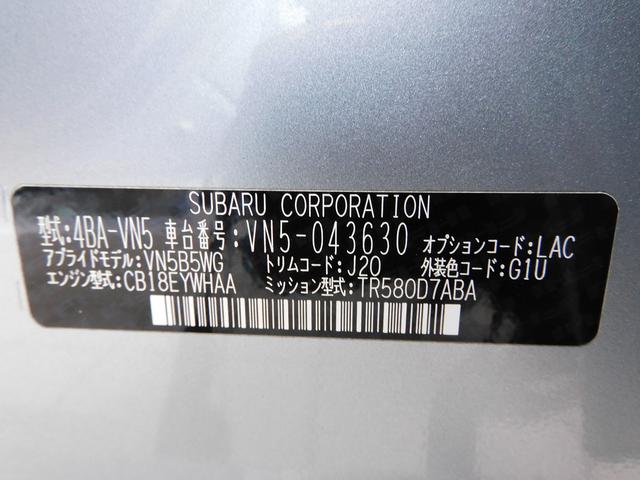 SUBARU CORPORATION
型式:4BA-VN5 車台番号:VN5-043630 オプションコード:LAC
アプライドモデル:VN5B5WG トリムコード:J20 外装色コード:G1U
エンジン型式:CB18EYWHAA ミッション型式:TR580D7ABA